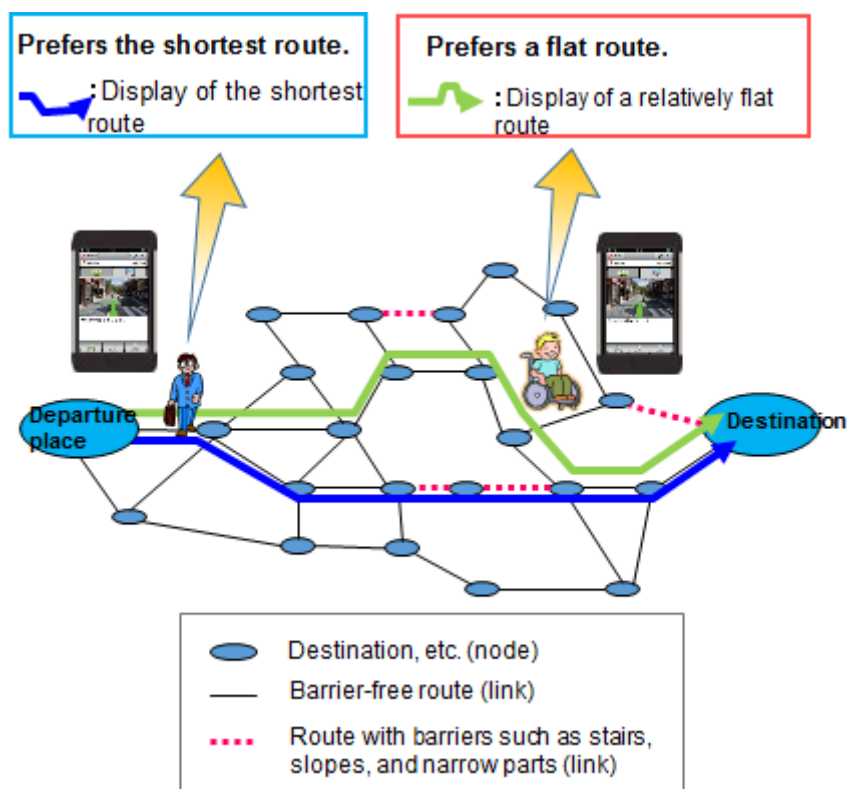 Prefers the shortest route.
: Display of the shortest
route
Prefers a flat route.
: Display of a relatively flat
route
Departure
place
Destination
Destination, etc. (node)
Barrier-free route (link)
Route with barriers such as stairs,
slopes, and narrow parts (link)